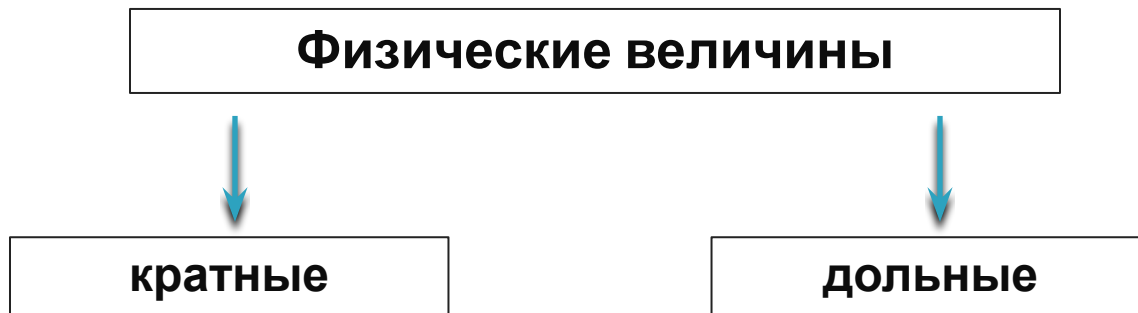 Физические величины
кратные
дольные